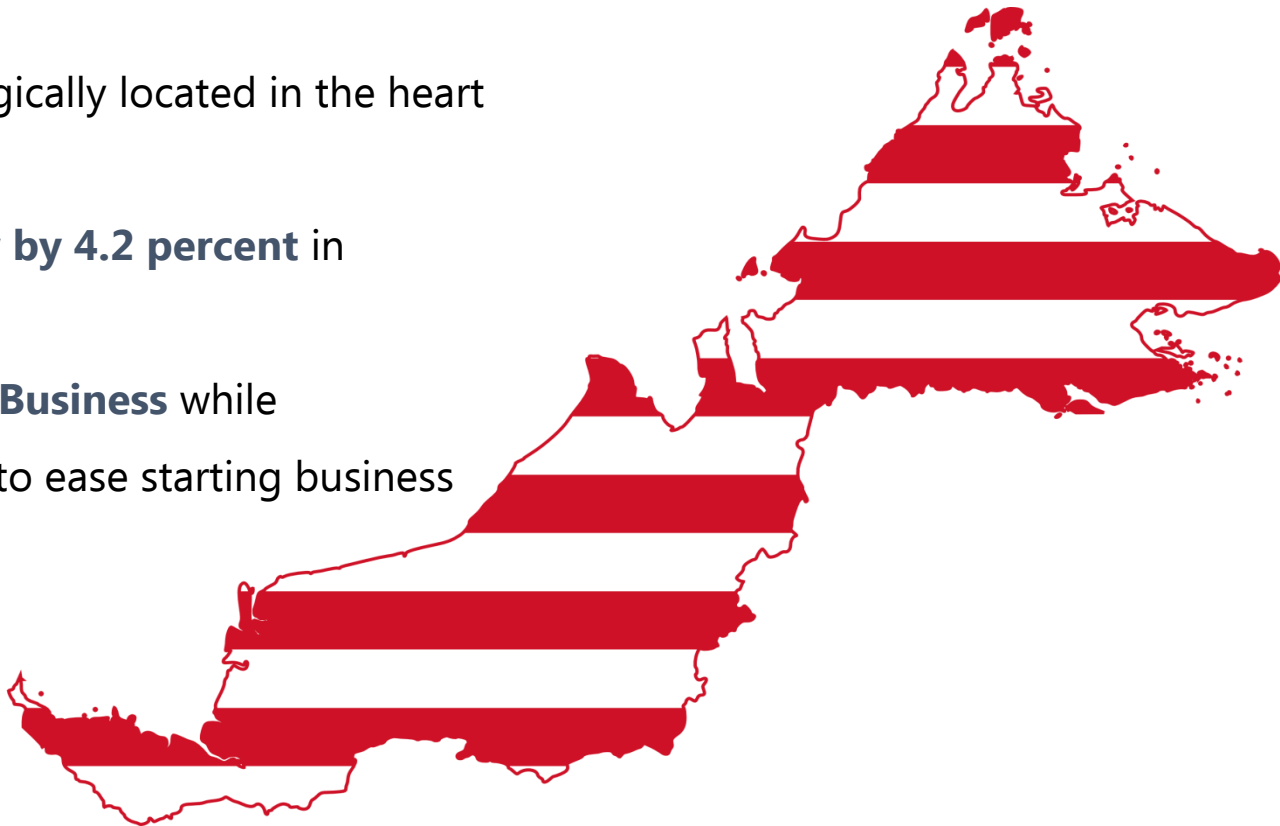 gically located in the heart
by 4.2 percent in
Business while
to ease starting business